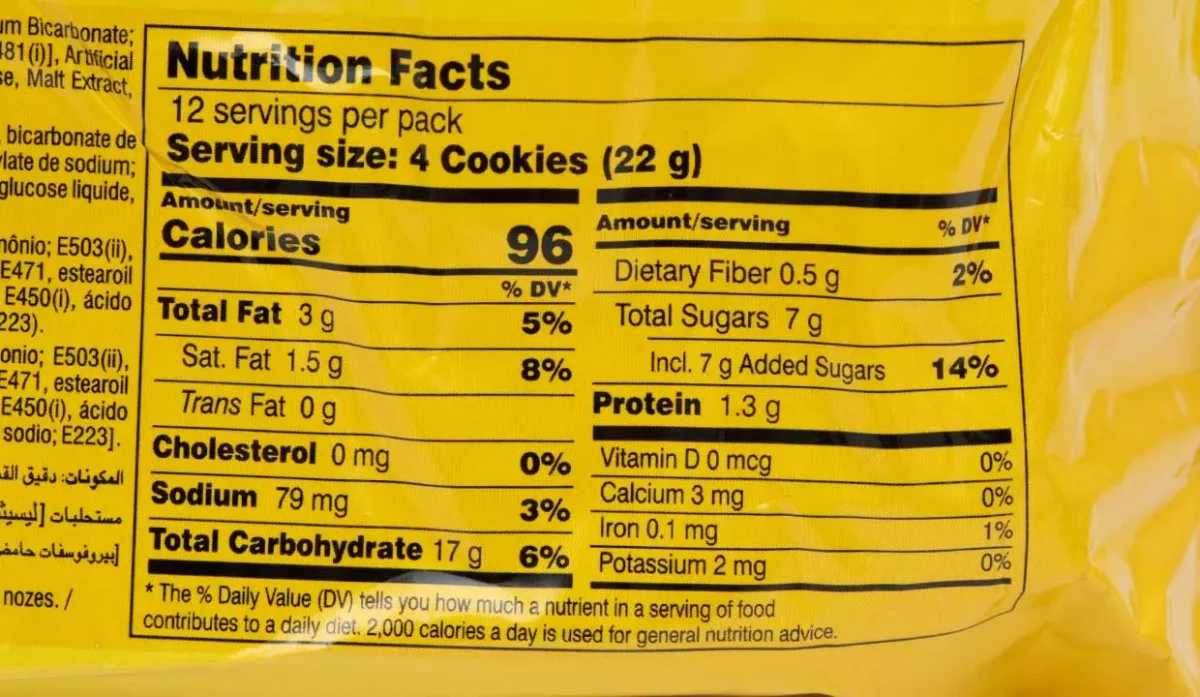 um Bicarbonate;
481(i)], Artificial
se, Malt Extract,
bicarbonate de
late de sodium;
glucose liquide,
mônio; E503(ii),
E471, estearoil
E450(i), ácido
223).
onio; E503(ii),
E471, estearoil
E450(i), ácido
sodio; E223].
المكونات: دقيق
مستحلبات
[بيروفوسفات حامض
nozes. /
Nutrition Facts
12 servings per pack
Serving size: 4 Cookies (22 g)
Amount/serving
Calories 96
% DV*
Total Fat 3 g 5%
Sat. Fat 1.5 g 8%
Trans Fat 0 g
Cholesterol 0 mg 0%
Sodium 79 mg 3%
Total Carbohydrate 17 g 6%
Amount/serving % DV*
Dietary Fiber 0.5 g 2%
Total Sugars 7 g
Incl. 7 g Added Sugars 14%
Protein 1.3 g
Vitamin D 0 mcg 0%
Calcium 3 mg 0%
Iron 0.1 mg 1%
Potassium 2 mg 0%
* The % Daily Value (DV) tells you how much a nutrient in a serving of food
contributes to a daily diet. 2,000 calories a day is used for general nutrition advice.